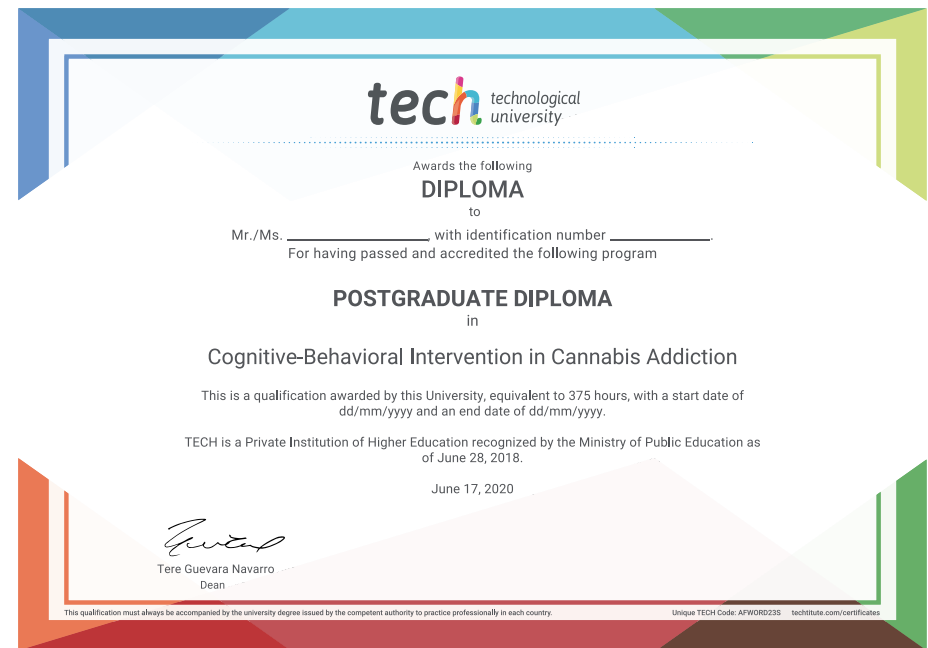 tech technological
university
Awards the following
DIPLOMA
to
Mr./Ms. ____________________, with identification number ______________.
For having passed and accredited the following program
POSTGRADUATE DIPLOMA
in
Cognitive-Behavioral Intervention in Cannabis Addiction
This is a qualification awarded by this University, equivalent to 375 hours, with a start date of
dd/mm/yyyy and an end date of dd/mm/yyyy.
TECH is a Private Institution of Higher Education recognized by the Ministry of Public Education as
of June 28, 2018.
June 17, 2020
Tere Guevara Navarro
Dean
This qualification must always be accompanied by the university degree issued by the competent authority to practice professionally in each country. Unique TECH Code: AFWORD23S techtitute.com/certificates